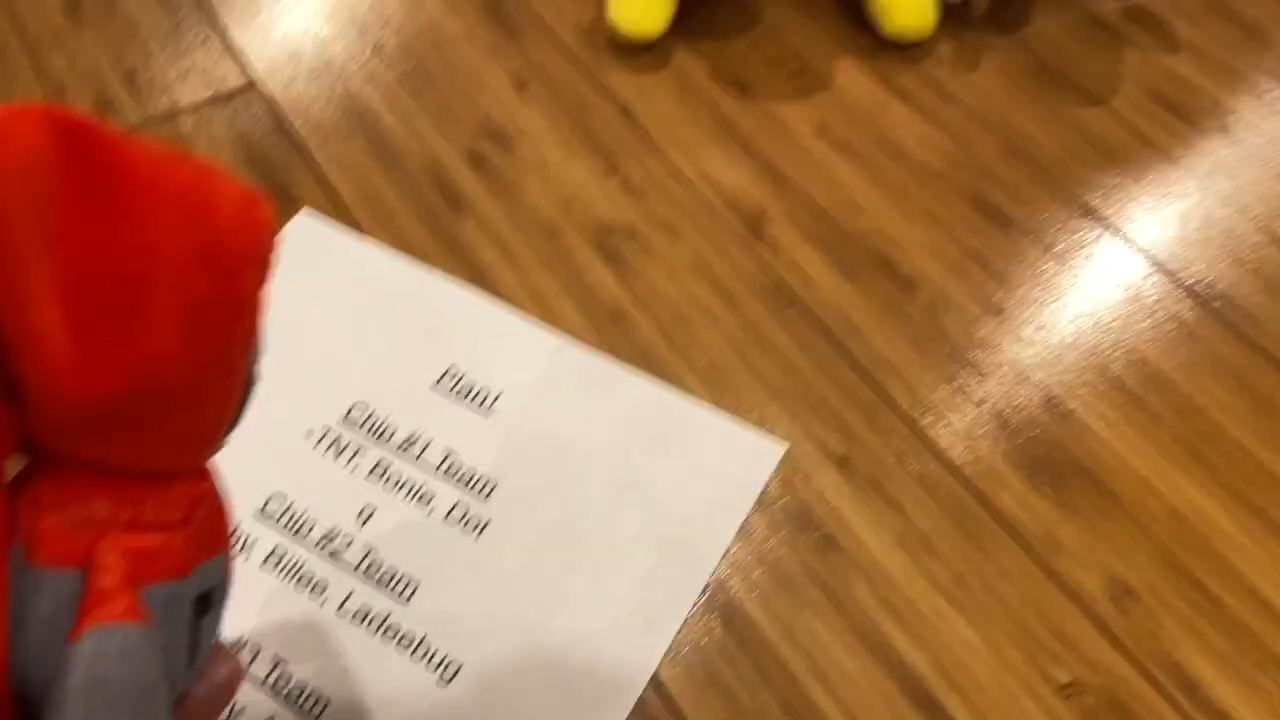 Plan!
Chip #1 Team
TNT, Bonie, Dot
Chip #2 Team
Billee, Ladeebug
Team